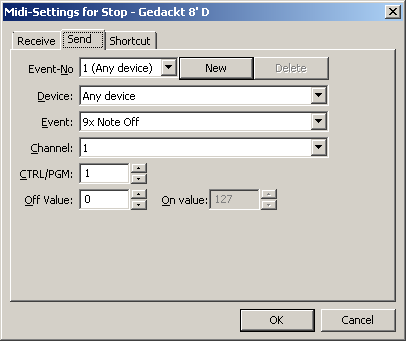 Midi-Settings for Stop - Gedackt 8' D
Receive Send Shortcut
Event-No 1 (Any device) New Delete
Device: Any device
Event: 9x Note Off
Channel: 1
CTRL/PGM: 1
Off Value: 0 On value: 127
OK Cancel